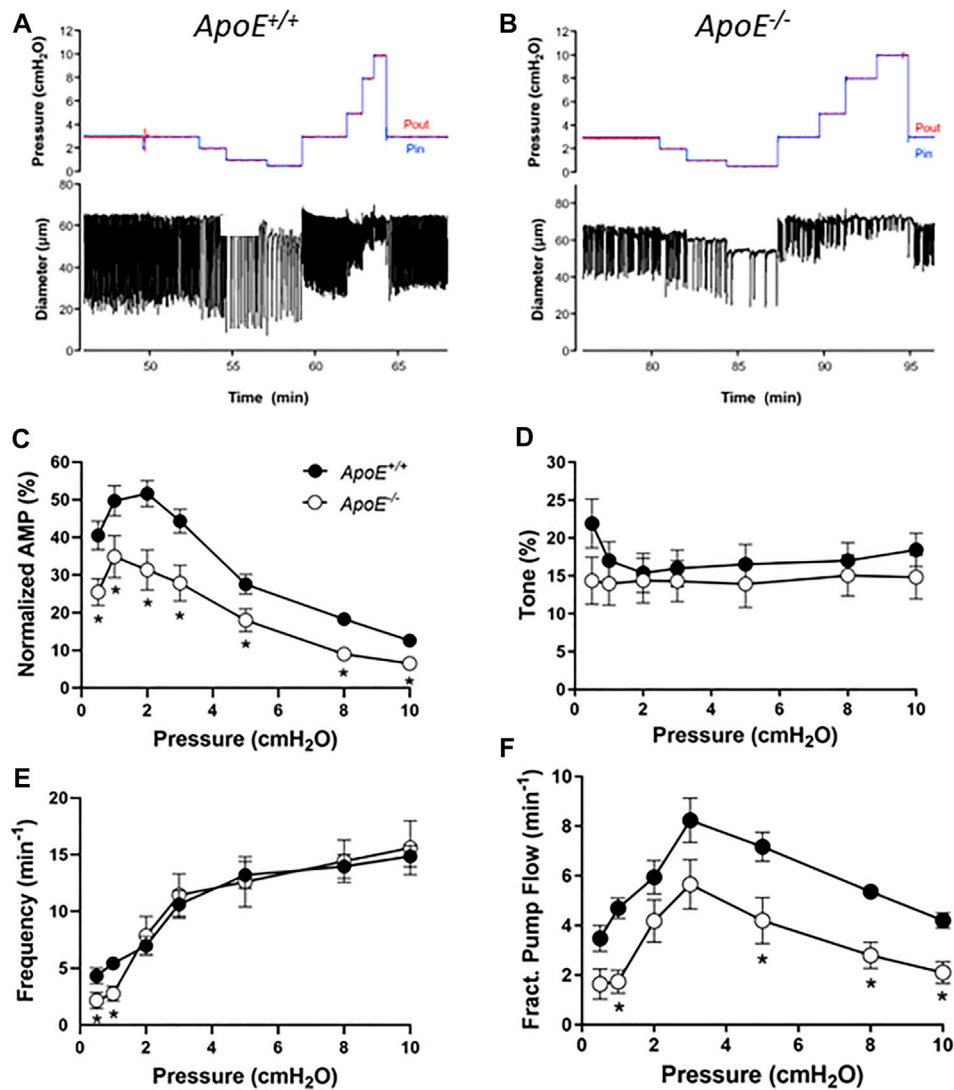 A ApoE+/+
B ApoE-/-
Pressure (cmH2O)
12
10
8
6
4
2
0
Pout
Pin
Diameter (µm)
80
60
40
20
0
50 55 60 65
Time (min)
Pressure (cmH2O)
12
10
8
6
4
2
0
Pout
Pin
Diameter (µm)
80
60
40
20
0
80 85 90 95
Time (min)
C
Normalized AMP (%)
60
50
40
30
20
10
0
ApoE+/+
ApoE-/-
* * * * * * *
0 2 4 6 8 10
Pressure (cmH2O)
D
Tone (%)
30
25
20
15
10
5
0
0 2 4 6 8 10
Pressure (cmH2O)
E
Frequency (min-1)
20
15
10
5
0
* *
0 2 4 6 8 10
Pressure (cmH2O)
F
Fract. Pump Flow (min-1)
10
8
6
4
2
0
* * * *
0 2 4 6 8 10
Pressure (cmH2O)